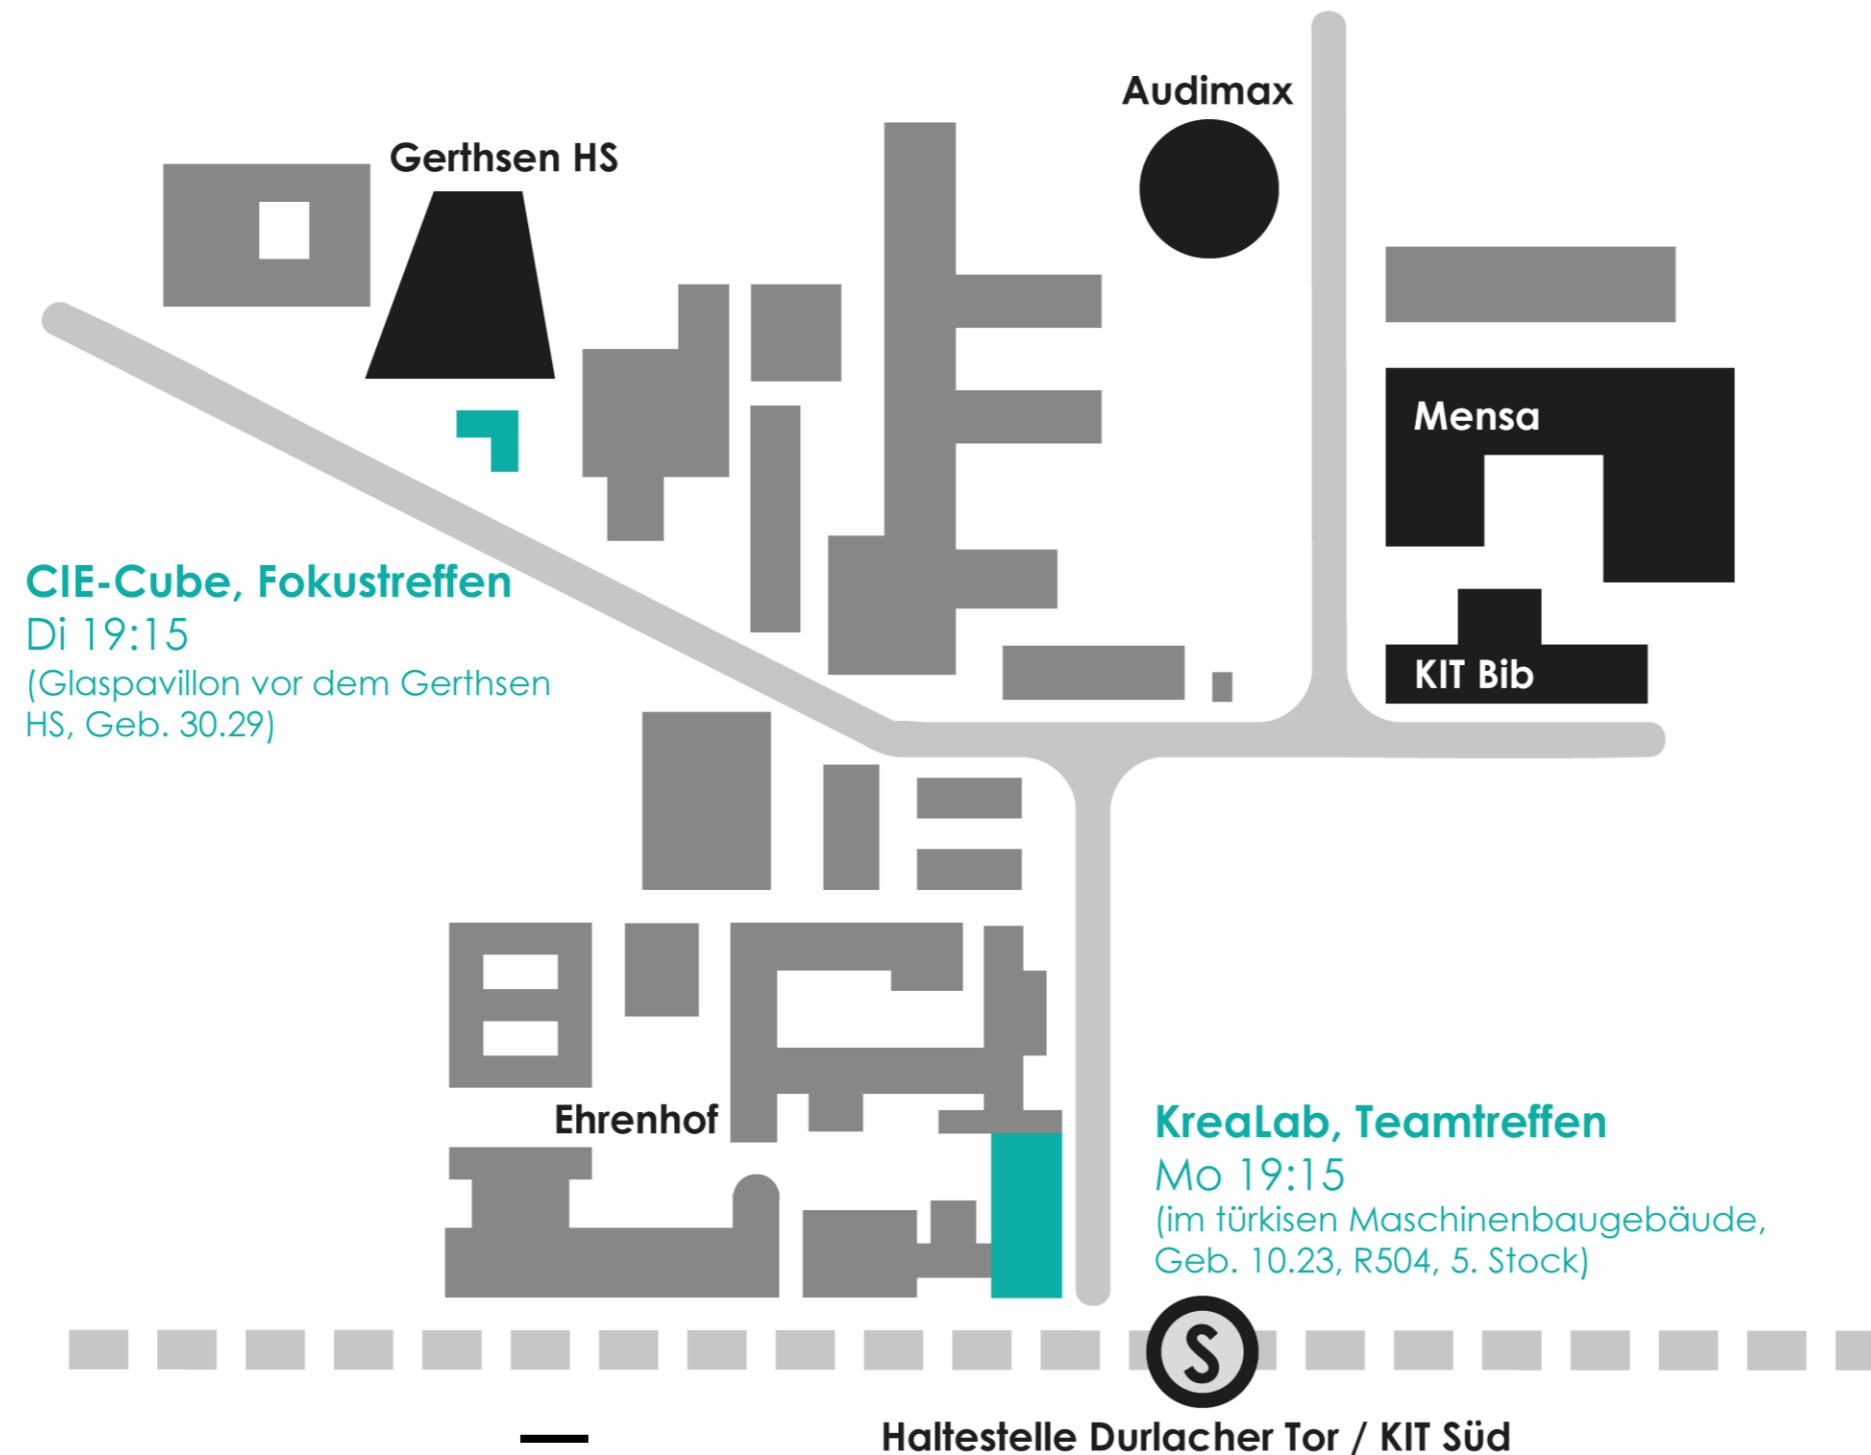 Audimax
Gerthsen HS
Mensa
CIE-Cube, Fokustreffen
Di 19:15
(Glaspavillon vor dem Gerthsen
HS, Geb. 30.29)
KIT Bib
Ehrenhof
KreaLab, Teamtreffen
Mo 19:15
(im türkisen Maschinenbaugebäude,
Geb. 10.23, R504, 5. Stock)
S
Haltestelle Durlacher Tor / KIT Süd